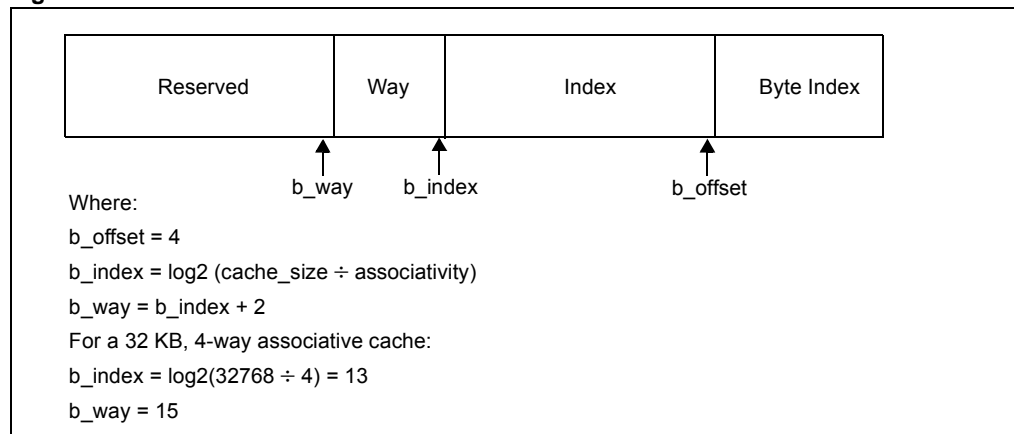 Reserved Way Index Byte Index
b_way b_index b_offset
Where:
b_offset = 4
b_index = log2 (cache_size ÷ associativity)
b_way = b_index + 2
For a 32 KB, 4-way associative cache:
b_index = log2(32768 ÷ 4) = 13
b_way = 15